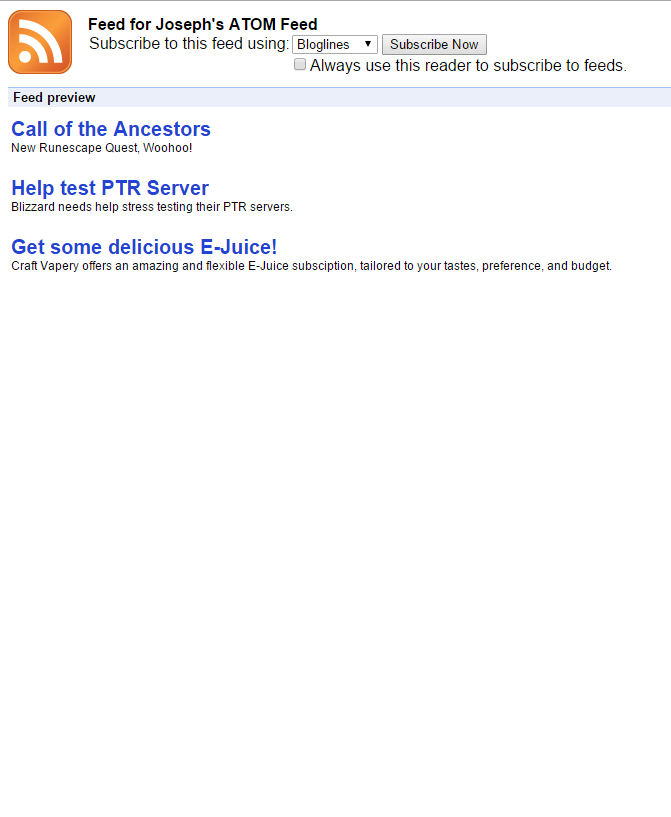 Feed for Joseph's ATOM Feed
Subscribe to this feed using: Bloglines Subscribe Now
Always use this reader to subscribe to feeds.
Feed preview
Call of the Ancestors
New Runescape Quest, Woohoo!
Help test PTR Server
Blizzard needs help stress testing their PTR servers.
Get some delicious E-Juice!
Craft Vapery offers an amazing and flexible E-Juice subsciption, tailored to your tastes, preference, and budget.